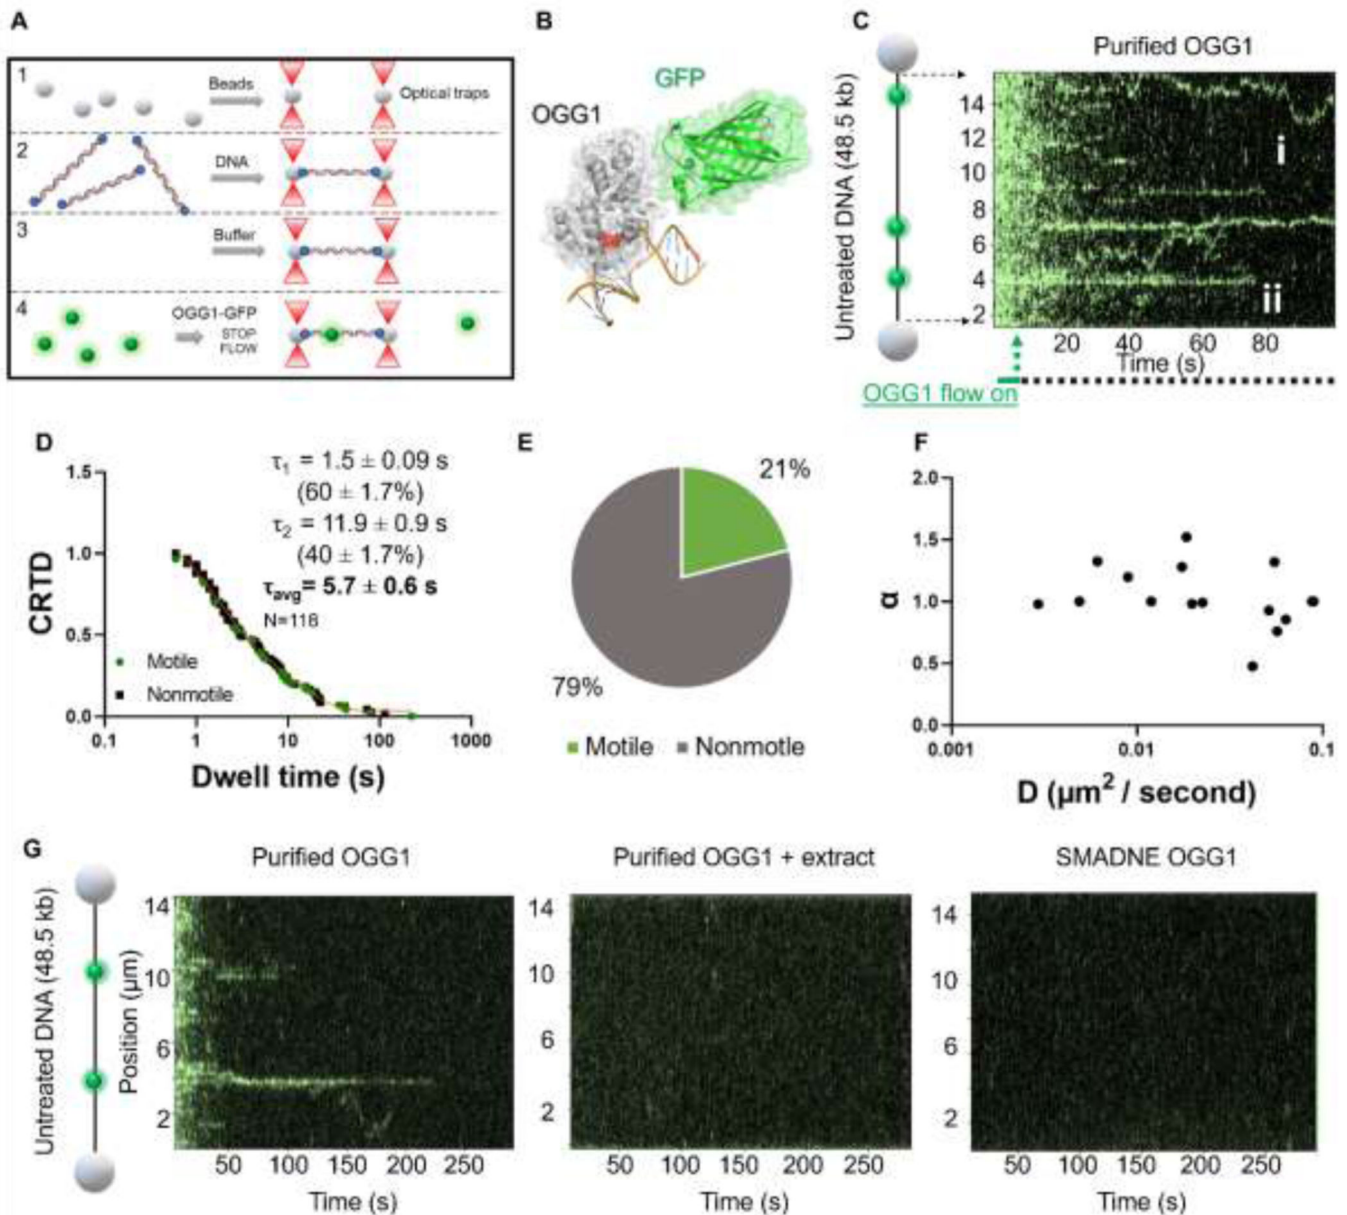 A
1
Beads
Optical traps
2
DNA
3
Buffer
4
OGG1-GFP
STOP
FLOW
B
GFP
OGG1
C
Purified OGG1
Untreated DNA (48.5 kb)
14
12
10
8
6
4
2
i
ii
20 40 60 80
Time (s)
OGG1 flow on
D
τ1 = 1.5 ± 0.09 s
(60 ± 1.7%)
τ2 = 11.9 ± 0.9 s
(40 ± 1.7%)
τavg= 5.7 ± 0.6 s
N=118
CRTD
1.5
1.0
0.5
0.0
Motile
Nonmotile
0.1 1 10 100 1000
Dwell time (s)
E
21%
79%
Motile Nonmotle
F
α
2.0
1.5
1.0
0.5
0.0
0.001 0.01 0.1
D (μm2 / second)
G
Untreated DNA (48.5 kb)
Purified OGG1
Position (μm)
14
10
6
2
50 100 150 200 250
Time (s)
Purified OGG1 + extract
14
10
6
2
50 100 150 200 250
Time (s)
SMADNE OGG1
14
10
6
2
50 100 150 200 250
Time (s)